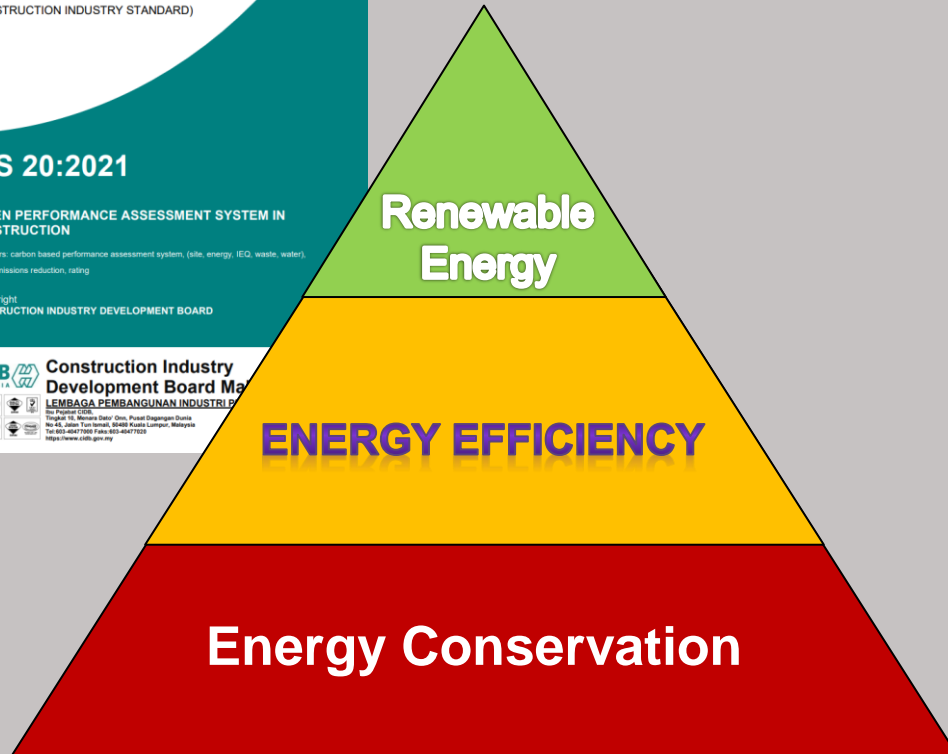 STRUCTION INDUSTRY STANDARD)
S 20:2021
EN PERFORMANCE ASSESSMENT SYSTEM IN
STRUCTION
rs: carbon based performance assessment system, (site, energy, IEQ, waste, water),
missions reduction, rating
right
RUCTION INDUSTRY DEVELOPMENT BOARD
B
IA
Construction Industry
Development Board Ma
LEMBAGA PEMBANGUNAN INDUSTRI P
Ibu Pejabat CIDB,
Tingkat 10, Menara Dato' Onn, Pusat Dagangan Dunia
No 45, Jalan Tun Ismail, 50480 Kuala Lumpur, Malaysia
Tel:603-40477000 Faks:603-40477020
https://www.cidb.gov.my
Renewable
Energy
ENERGY EFFICIENCY
Energy Conservation